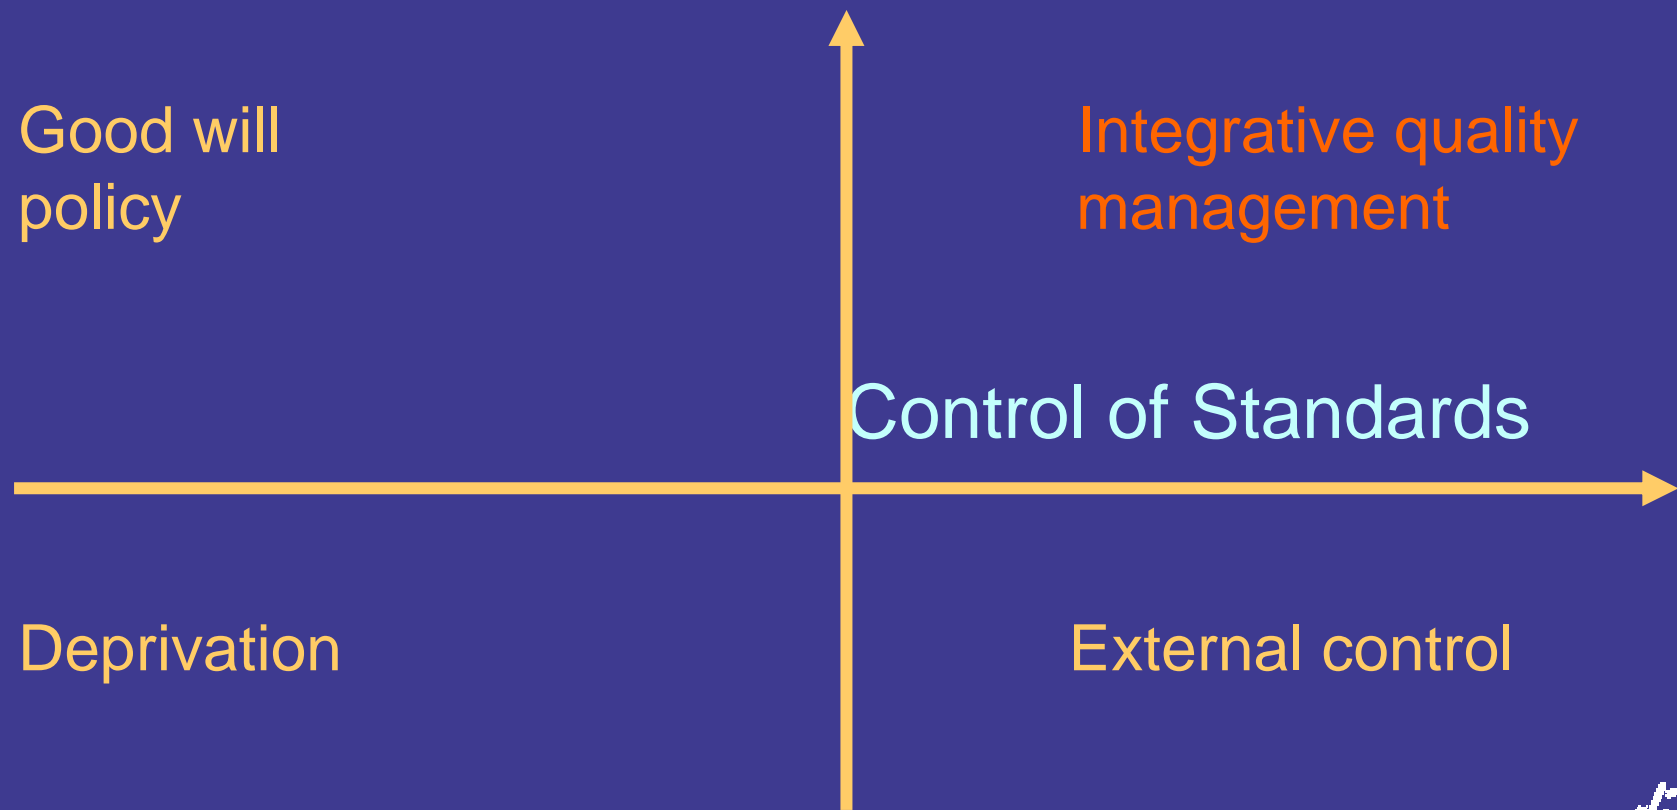 Good will
policy
Integrative quality
management
Control of Standards
Deprivation
External control